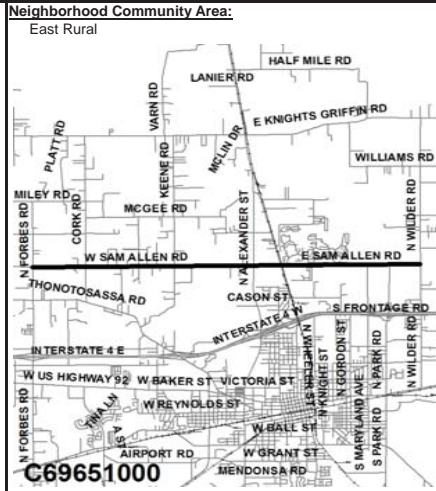 Neighborhood Community Area:
East Rural
HALF MILE RD
LANIER RD
VARN RD
E KNIGHTS GRIFFIN RD
PLATT RD
MCLIN DR
WILLIAMS RD
KEENE RD
MILEY RD
CORK RD
MCGEE RD
N WILDER RD
N FORBES RD
N ALEXANDER ST
W SAM ALLEN RD
E SAM ALLEN RD
THONOTOSASSA RD
CASON ST
S FRONTAGE RD
INTERSTATE 4 W
INTERSTATE 4 E
N WHEELER ST
N KNIGHT ST
N GORDON ST
N PARK RD
N WILDER RD
W US HIGHWAY 92
W BAKER ST
VICTORIA ST
N FORBES RD
TINA LN
W REYNOLDS ST
S MARYLAND AVE
S PARK RD
A ST
W BALL ST
AIRPORT RD
W GRANT ST
C69651000
MENDONSA RD